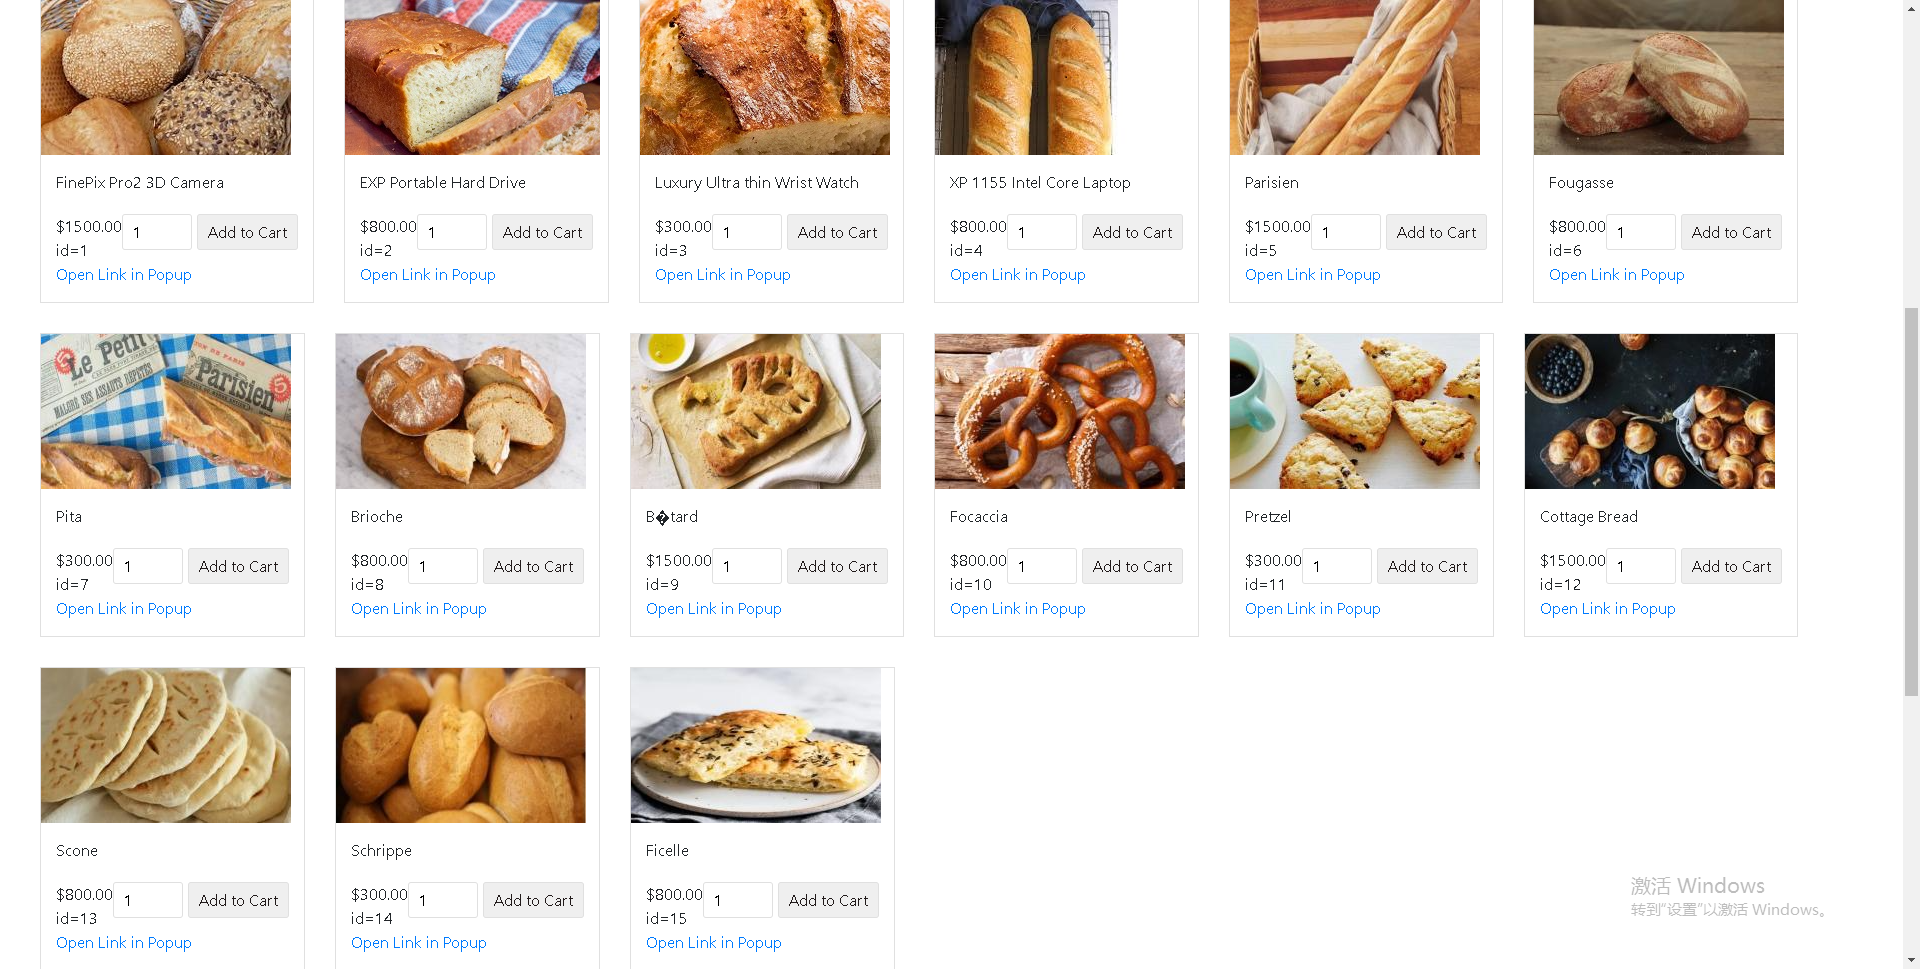 FinePix Pro2 3D Camera
$1500.00 1 Add to Cart
id=1
Open Link in Popup
EXP Portable Hard Drive
$800.00 1 Add to Cart
id=2
Open Link in Popup
Luxury Ultra thin Wrist Watch
$300.00 1 Add to Cart
id=3
Open Link in Popup
XP 1155 Intel Core Laptop
$800.00 1 Add to Cart
id=4
Open Link in Popup
Parisien
$1500.00 1 Add to Cart
id=5
Open Link in Popup
Fougasse
$800.00 1 Add to Cart
id=6
Open Link in Popup
Le Petit
MALGRÉ SES ASSAUTS RÉPÉTÉS
Parisien
5
Pita
$300.00 1 Add to Cart
id=7
Open Link in Popup
Brioche
$800.00 1 Add to Cart
id=8
Open Link in Popup
B�tard
$1500.00 1 Add to Cart
id=9
Open Link in Popup
Focaccia
$800.00 1 Add to Cart
id=10
Open Link in Popup
Pretzel
$300.00 1 Add to Cart
id=11
Open Link in Popup
Cottage Bread
$1500.00 1 Add to Cart
id=12
Open Link in Popup
Scone
$800.00 1 Add to Cart
id=13
Open Link in Popup
Schrippe
$300.00 1 Add to Cart
id=14
Open Link in Popup
Ficelle
$800.00 1 Add to Cart
id=15
Open Link in Popup
激活 Windows
转到“设置”以激活 Windows。